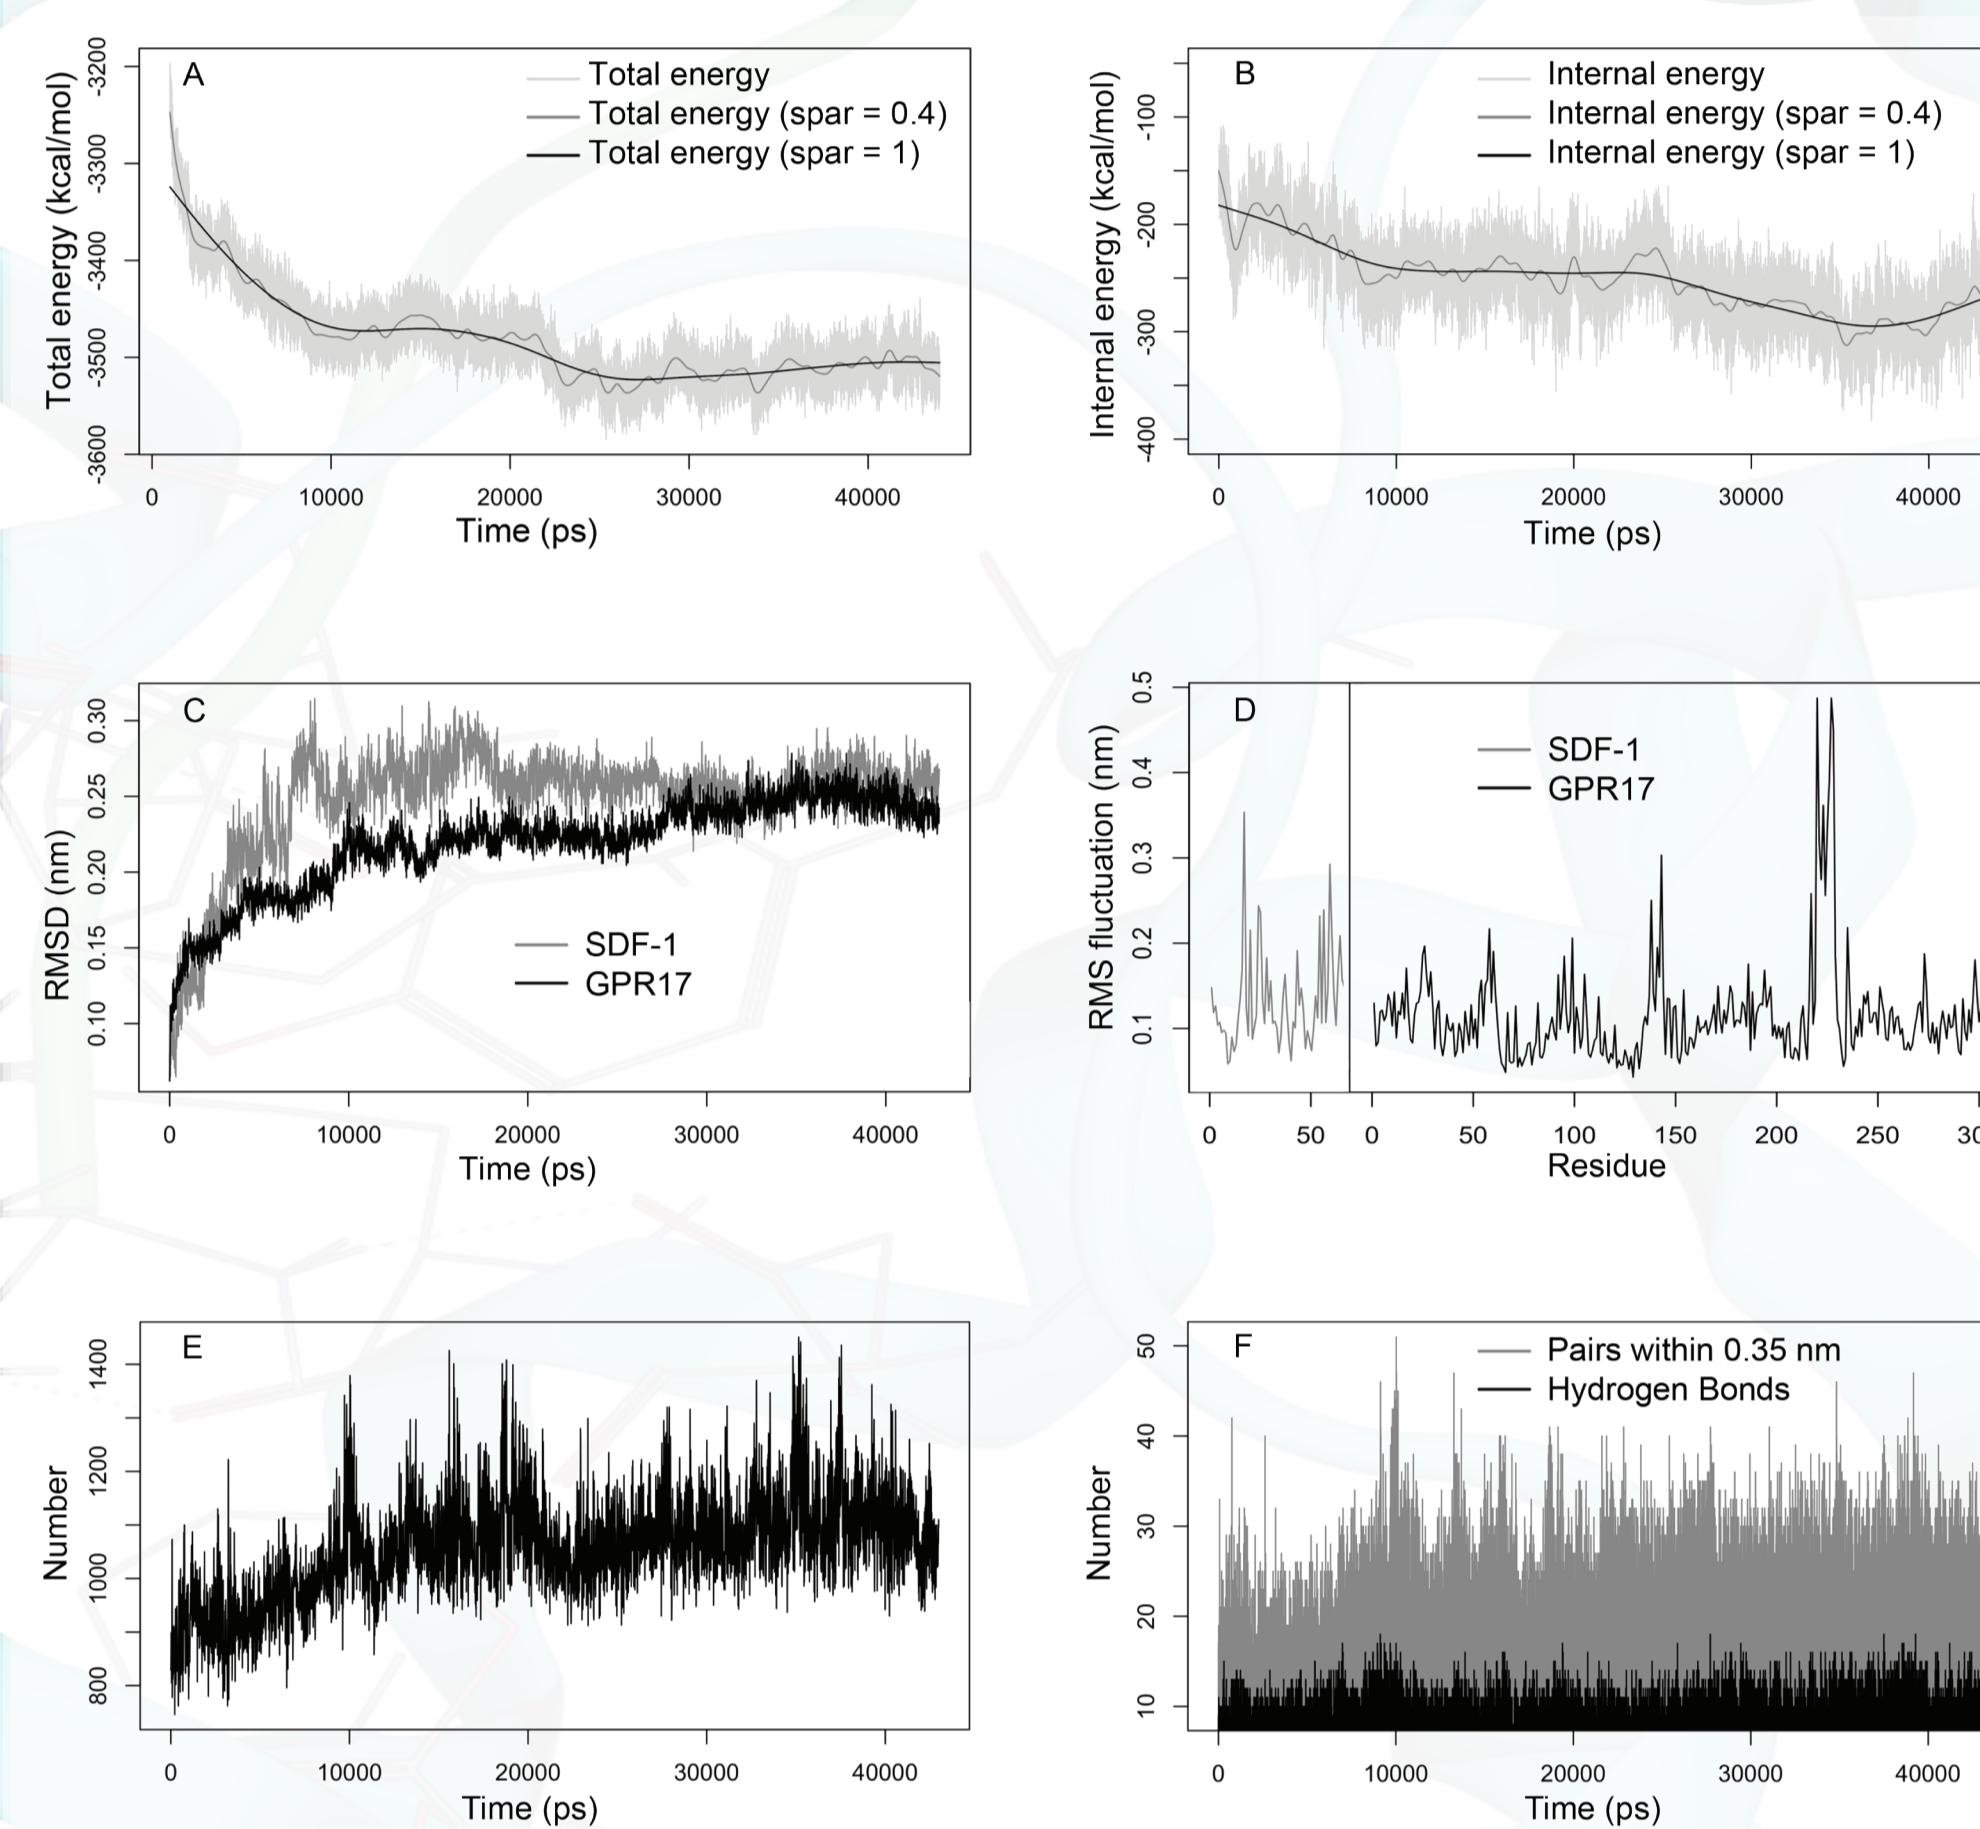 A
Total energy
Total energy (spar = 0.4)
Total energy (spar = 1)
Total energy (kcal/mol)
-3200
-3300
-3400
-3500
-3600
0 10000 20000 30000 40000
Time (ps)
B
Internal energy
Internal energy (spar = 0.4)
Internal energy (spar = 1)
Internal energy (kcal/mol)
-100
-200
-300
-400
0 10000 20000 30000 40000
Time (ps)
C
RMSD (nm)
0.30
0.25
0.20
0.15
0.10
SDF-1
GPR17
0 10000 20000 30000 40000
Time (ps)
D
RMS fluctuation (nm)
0.5
0.4
0.3
0.2
0.1
SDF-1
GPR17
0 50 0 50 100 150 200 250
Residue
E
Number
1400
1200
1000
800
0 10000 20000 30000 40000
Time (ps)
F
Pairs within 0.35 nm
Hydrogen Bonds
Number
50
40
30
20
10
0 10000 20000 30000 40000
Time (ps)